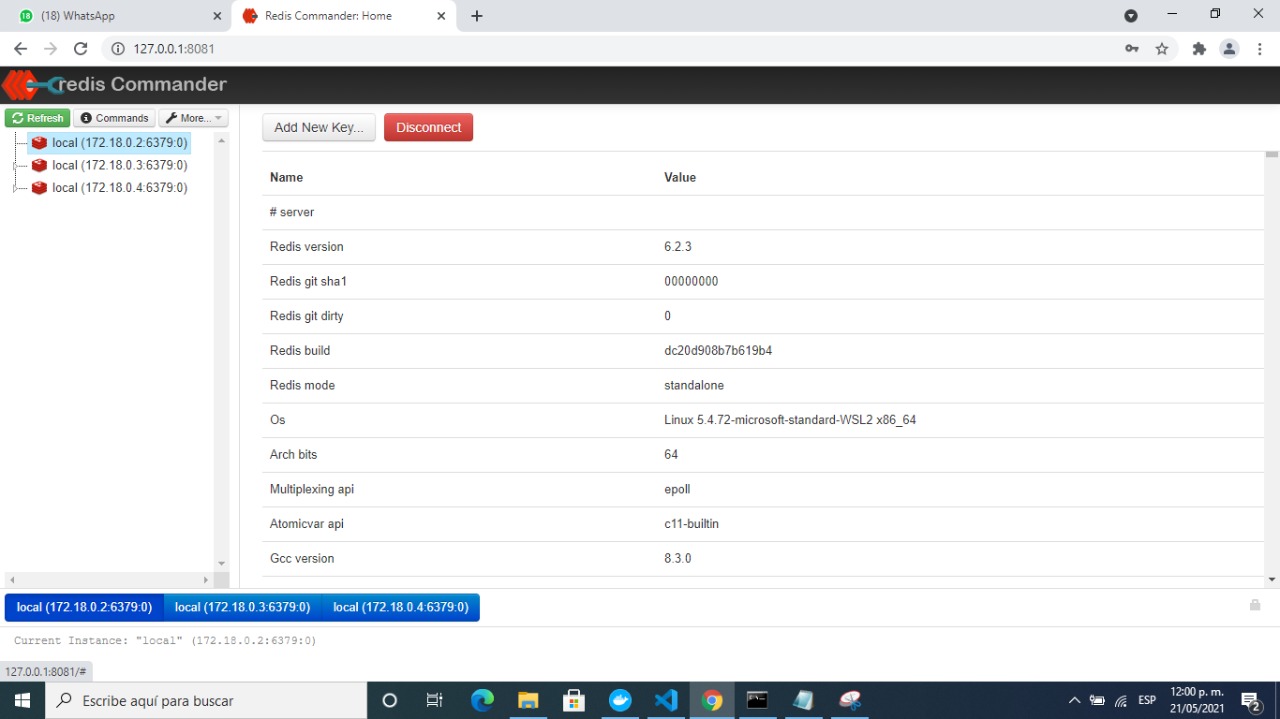 18
(18) WhatsApp
Redis Commander: Home
127.0.0.1:8081
redis Commander
Refresh
Commands
More...
Add New Key...
Disconnect
local (172.18.0.2:6379:0)
local (172.18.0.3:6379:0)
local (172.18.0.4:6379:0)
Name Value
# server
Redis version 6.2.3
Redis git sha1 00000000
Redis git dirty 0
Redis build dc20d908b7b619b4
Redis mode standalone
Os Linux 5.4.72-microsoft-standard-WSL2 x86_64
Arch bits 64
Multiplexing api epoll
Atomicvar api c11-builtin
Gcc version 8.3.0
local (172.18.0.2:6379:0) local (172.18.0.3:6379:0) local (172.18.0.4:6379:0)
Current Instance: "local" (172.18.0.2:6379:0)
127.0.0.1:8081/#
Escribe aquí para buscar
ESP
12:00 p. m.
21/05/2021
2